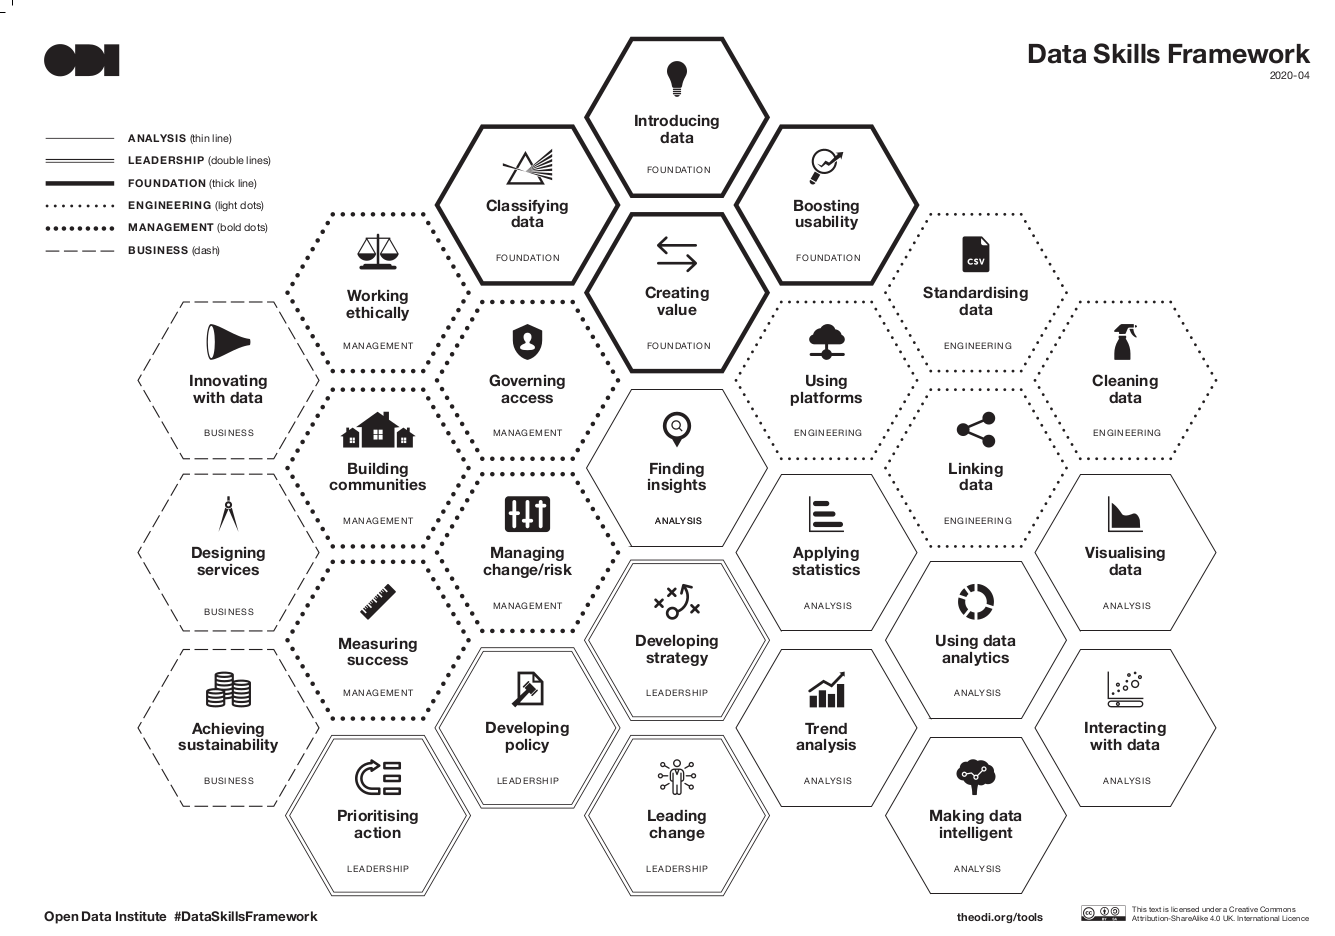 ODI
Data Skills Framework
2020-04
ANALYSIS (thin line)
LEADERSHIP (double lines)
FOUNDATION (thick line)
ENGINEERING (light dots)
MANAGEMENT (bold dots)
BUSINESS (dash)
Introducing
data
FOUNDATION
Classifying
data
FOUNDATION
Boosting
usability
FOUNDATION
Working
ethically
MANAGEMENT
Creating
value
FOUNDATION
CSV
Standardising
data
ENGINEERING
Innovating
with data
BUSINESS
Governing
access
MANAGEMENT
Using
platforms
ENGINEERING
Cleaning
data
ENGINEERING
Building
communities
MANAGEMENT
Finding
insights
ANALYSIS
Linking
data
ENGINEERING
Designing
services
BUSINESS
Managing
change/risk
MANAGEMENT
Applying
statistics
ANALYSIS
Visualising
data
ANALYSIS
Measuring
success
MANAGEMENT
Developing
strategy
LEADERSHIP
Using data
analytics
ANALYSIS
Achieving
sustainability
BUSINESS
Developing
policy
LEADERSHIP
Trend
analysis
ANALYSIS
Interacting
with data
ANALYSIS
Prioritising
action
LEADERSHIP
Leading
change
LEADERSHIP
Making data
intelligent
ANALYSIS
Open Data Institute #DataSkillsFramework
theodi.org/tools
This text is licensed under a Creative Commons
Attribution-ShareAlike 4.0 UK. International Licence